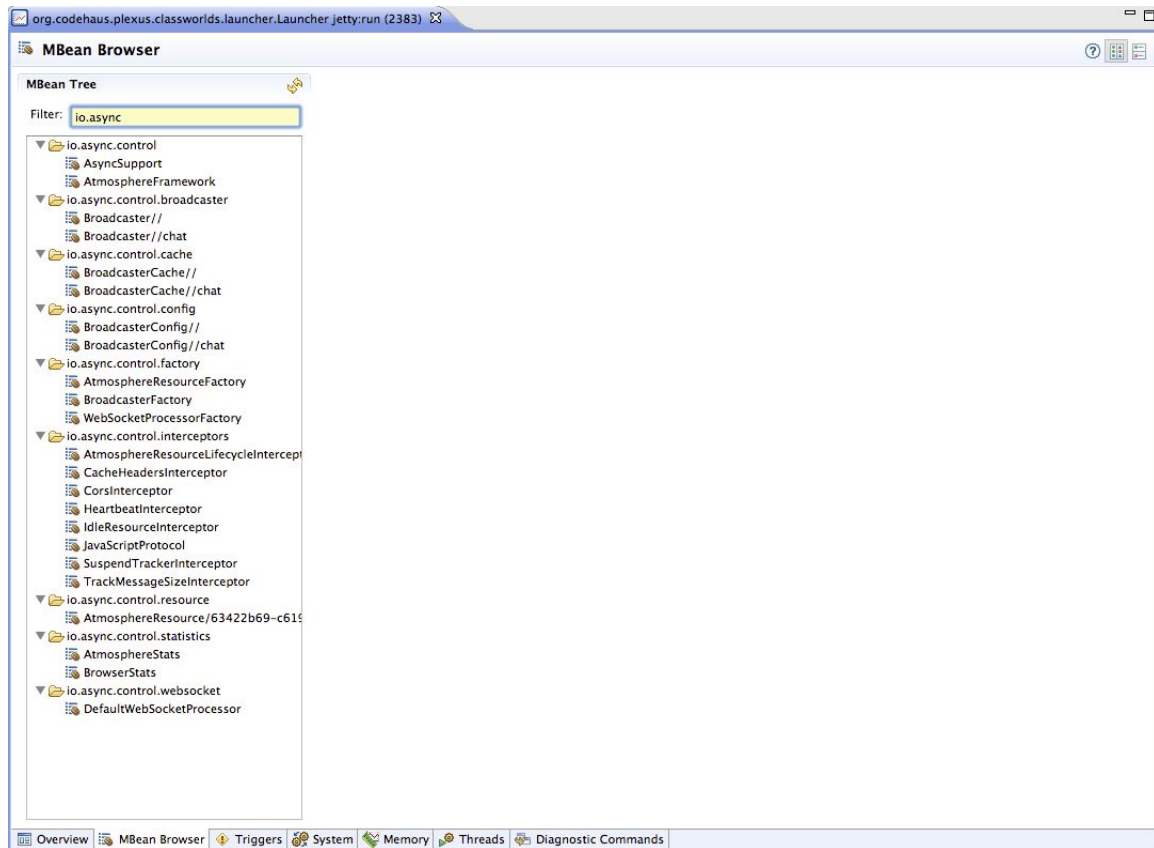 org.codehaus.plexus.classworlds.launcher.Launcher jetty:run (2383)
MBean Browser
MBean Tree
Filter: io.async
io.async.control
AsyncSupport
AtmosphereFramework
io.async.control.broadcaster
Broadcaster//
Broadcaster//chat
io.async.control.cache
BroadcasterCache//
BroadcasterCache//chat
io.async.control.config
BroadcasterConfig//
BroadcasterConfig//chat
io.async.control.factory
AtmosphereResourceFactory
BroadcasterFactory
WebSocketProcessorFactory
io.async.control.interceptors
AtmosphereResourceLifecycleIntercept
CacheHeadersInterceptor
CorsInterceptor
HeartbeatInterceptor
IdleResourceInterceptor
JavaScriptProtocol
SuspendTrackerInterceptor
TrackMessageSizeInterceptor
io.async.control.resource
AtmosphereResource/63422b69-c619
io.async.control.statistics
AtmosphereStats
BrowserStats
io.async.control.websocket
DefaultWebSocketProcessor
Overview MBean Browser Triggers System Memory Threads Diagnostic Commands